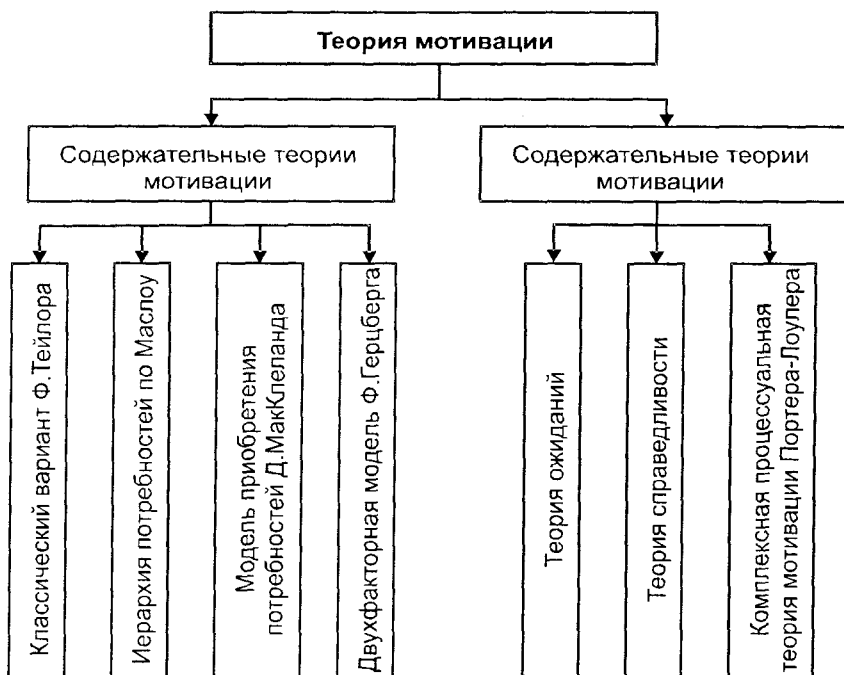 Теория мотивации
Содержательные теории
мотивации
Содержательные теории
мотивации
Классический вариант Ф.Тейлора
Иерархия потребностей по Маслоу
Модель приобретения
потребностей Д.МакКлеланда
Двухфакторная модель Ф.Герцберга
Теория ожиданий
Теория справедливости
Комплексная процессуальная
теория мотивации Портера-Лоулера